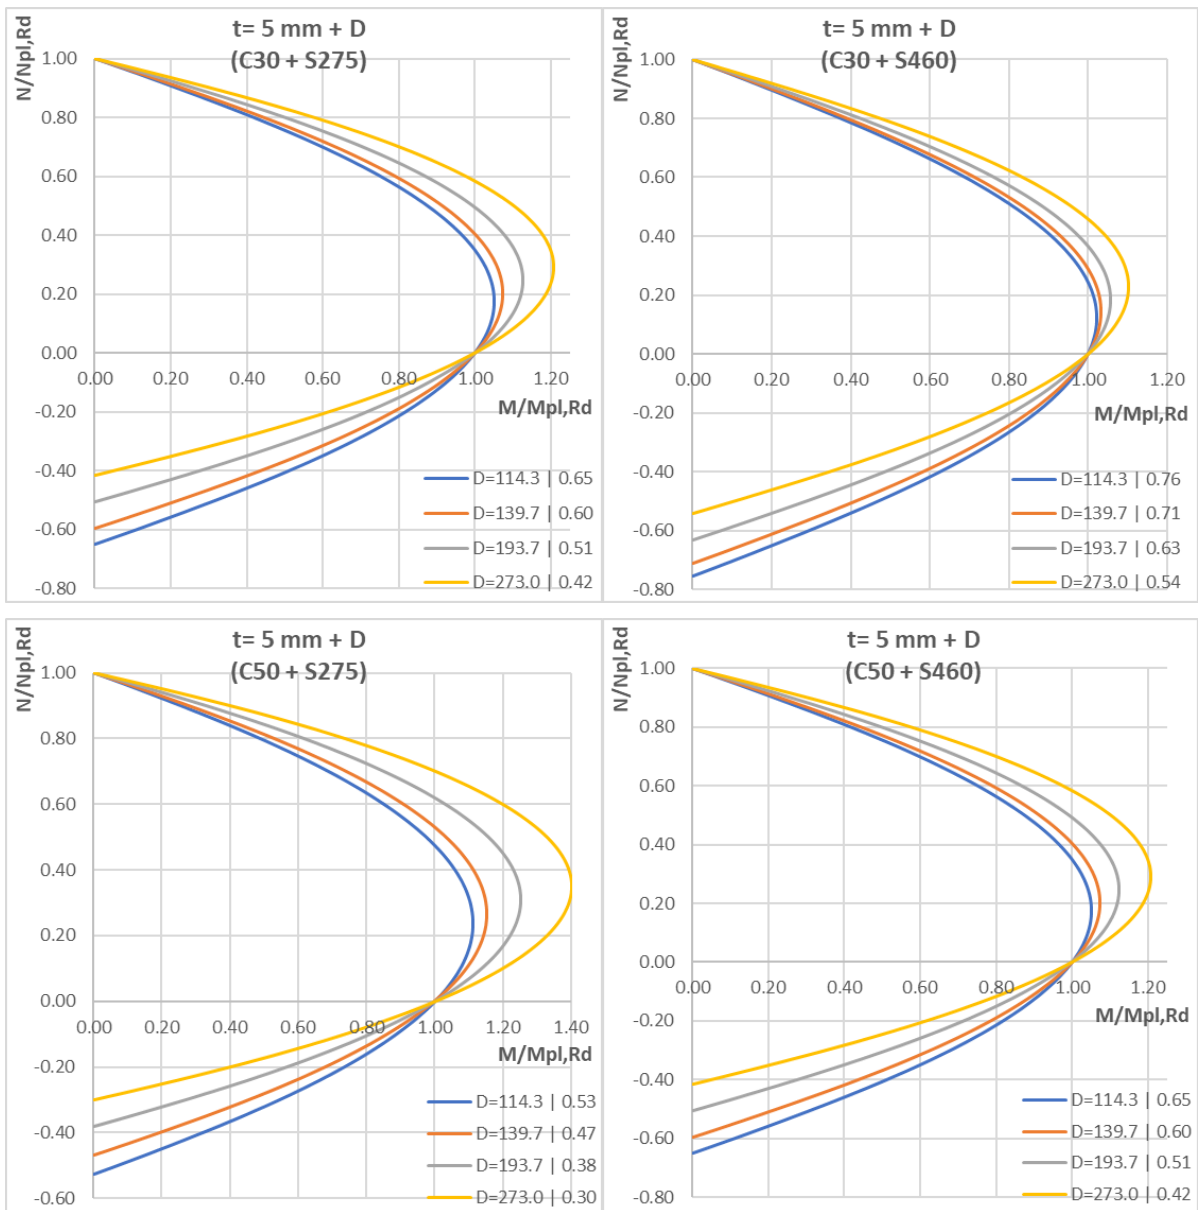 t= 5 mm + D
(C30 + S275)
N/Npl,Rd
1.00
0.80
0.60
0.40
0.20
0.00
-0.20
-0.40
-0.60
-0.80
0.00 0.20 0.40 0.60 0.80 1.00 1.20
M/Mpl,Rd
D=114.3 | 0.65
D=139.7 | 0.60
D=193.7 | 0.51
D=273.0 | 0.42
t= 5 mm + D
(C30 + S460)
N/Npl,Rd
1.00
0.80
0.60
0.40
0.20
0.00
-0.20
-0.40
-0.60
-0.80
0.00 0.20 0.40 0.60 0.80 1.00 1.20
M/Mpl,Rd
D=114.3 | 0.76
D=139.7 | 0.71
D=193.7 | 0.63
D=273.0 | 0.54
t= 5 mm + D
(C50 + S275)
N/Npl,Rd
1.00
0.80
0.60
0.40
0.20
0.00
-0.20
-0.40
-0.60
0.00 0.20 0.40 0.60 0.80 1.00 1.20 1.40
M/Mpl,Rd
D=114.3 | 0.53
D=139.7 | 0.47
D=193.7 | 0.38
D=273.0 | 0.30
t= 5 mm + D
(C50 + S460)
N/Npl,Rd
1.00
0.80
0.60
0.40
0.20
0.00
-0.20
-0.40
-0.60
-0.80
0.00 0.20 0.40 0.60 0.80 1.00 1.20
M/Mpl,Rd
D=114.3 | 0.65
D=139.7 | 0.60
D=193.7 | 0.51
D=273.0 | 0.42